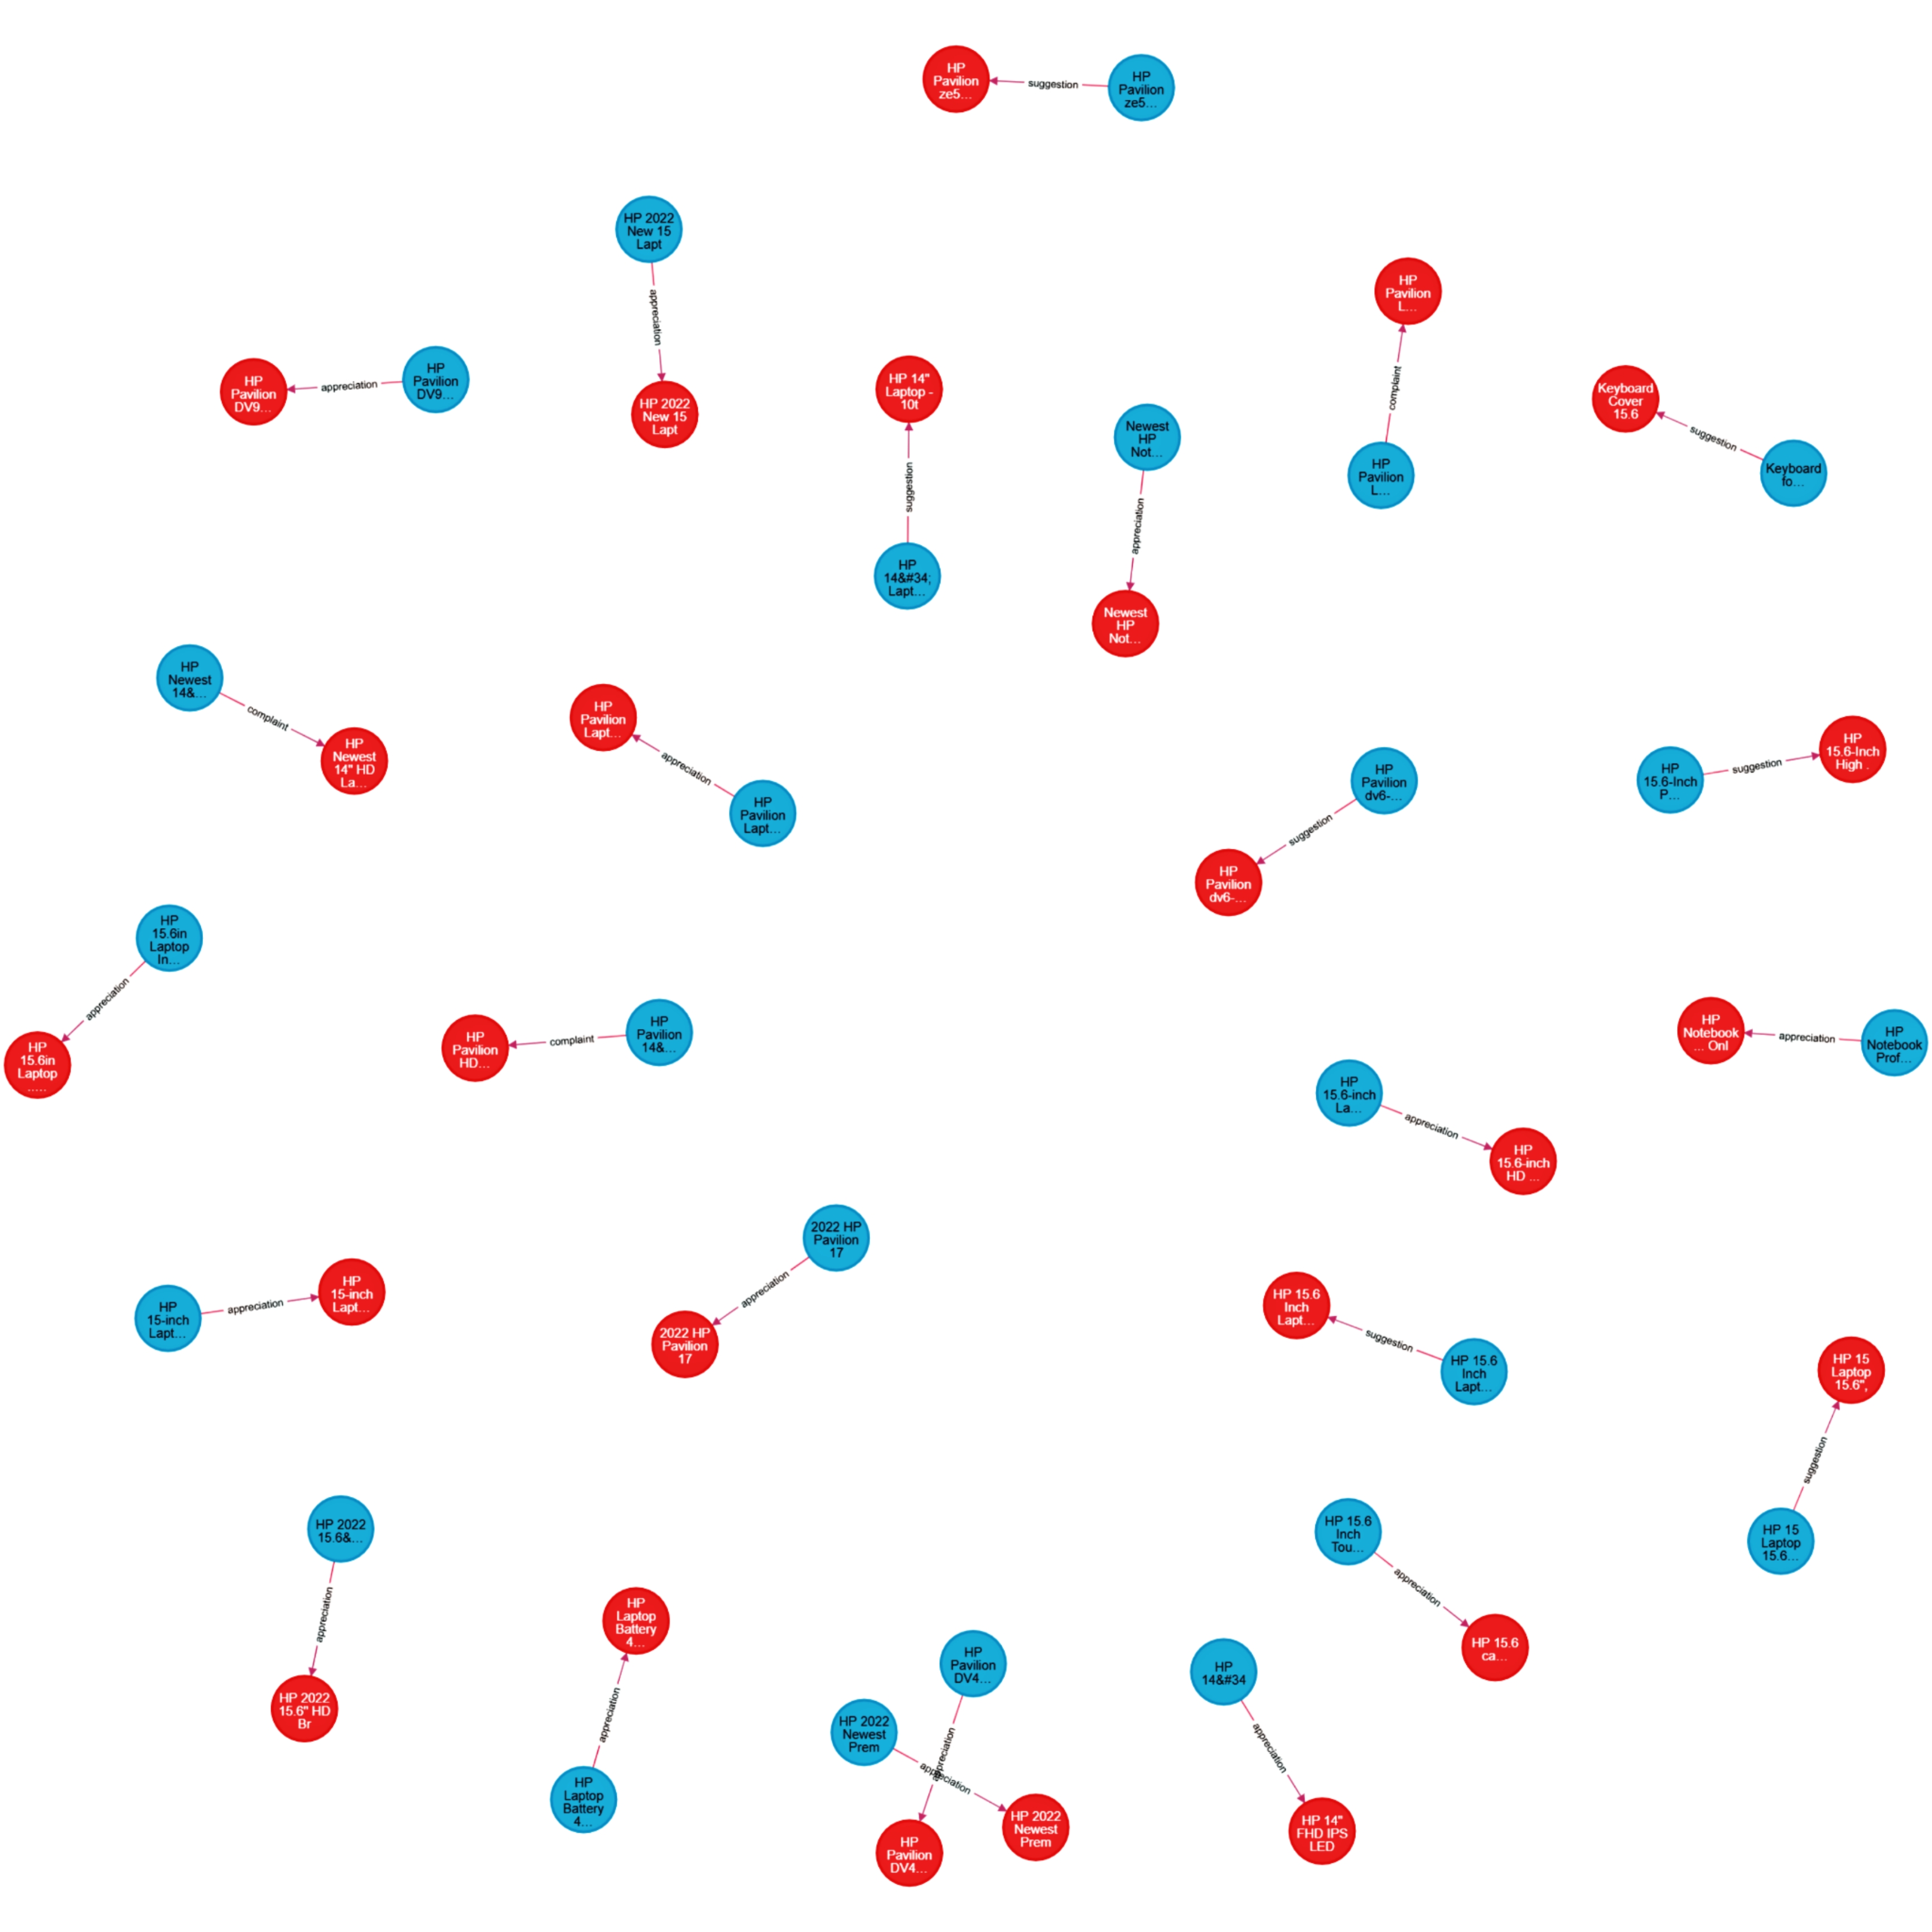 HP
Pavilion
ze5...
suggestion
HP
Pavilion
ze5...
HP 2022
New 15
Lapt
appreciation
HP 2022
New 15
Lapt
HP
Pavilion
L...
complaint
HP
Pavilion
L...
HP
Pavilion
DV9...
appreciation
HP
Pavilion
DV9...
HP 14"
Laptop -
10t
suggestion
HP
14&#34;
Lapt...
Newest
HP
Not...
appreciation
Newest
HP
Not...
Keyboard
Cover
15.6
suggestion
Keyboard
fo...
HP
Newest
14&...
complaint
HP
Newest
14" HD
La...
HP
Pavilion
Lapt...
appreciation
HP
Pavilion
Lapt...
HP
Pavilion
dv6-...
suggestion
HP
Pavilion
dv6-...
HP
15.6-Inch
P...
suggestion
HP
15.6-Inch
High .
HP
15.6in
Laptop
In...
appreciation
HP
15.6in
Laptop
.....
HP
Pavilion
HD...
complaint
HP
Pavilion
14&...
HP
15.6-inch
La...
appreciation
HP
15.6-inch
HD ...
HP
Notebook
... Onl
appreciation
HP
Notebook
Prof...
HP
15-inch
Lapt...
appreciation
HP
15-inch
Lapt...
2022 HP
Pavilion
17
appreciation
2022 HP
Pavilion
17
HP 15.6
Inch
Lapt...
suggestion
HP 15.6
Inch
Lapt...
HP 15
Laptop
15.6",
suggestion
HP 15
Laptop
15.6...
HP 2022
15.6&...
appreciation
HP 2022
15.6" HD
Br
HP
Laptop
Battery
4...
appreciation
HP
Laptop
Battery
4...
HP
Pavilion
DV4...
appreciation
HP
Pavilion
DV4...
HP 2022
Newest
Prem
appreciation
HP 2022
Newest
Prem
HP 15.6
Inch
Tou...
appreciation
HP 15.6
ca...
HP
14&#34
appreciation
HP 14"
FHD IPS
LED